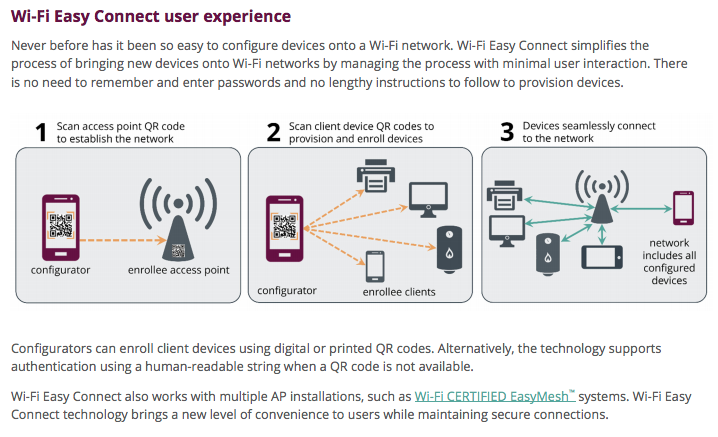 Wi-Fi Easy Connect user experience
Never before has it been so easy to configure devices onto a Wi-Fi network. Wi-Fi Easy Connect simplifies the
process of bringing new devices onto Wi-Fi networks by managing the process with minimal user interaction. There
is no need to remember and enter passwords and no lengthy instructions to follow to provision devices.
1 Scan access point QR code
to establish the network
configurator
enrollee access point
2 Scan client device QR codes to
provision and enroll devices
configurator
enrollee clients
3 Devices seamlessly connect
to the network
network
includes all
configured
devices
Configurators can enroll client devices using digital or printed QR codes. Alternatively, the technology supports
authentication using a human-readable string when a QR code is not available.
Wi-Fi Easy Connect also works with multiple AP installations, such as Wi-Fi CERTIFIED EasyMesh™ systems. Wi-Fi Easy
Connect technology brings a new level of convenience to users while maintaining secure connections.